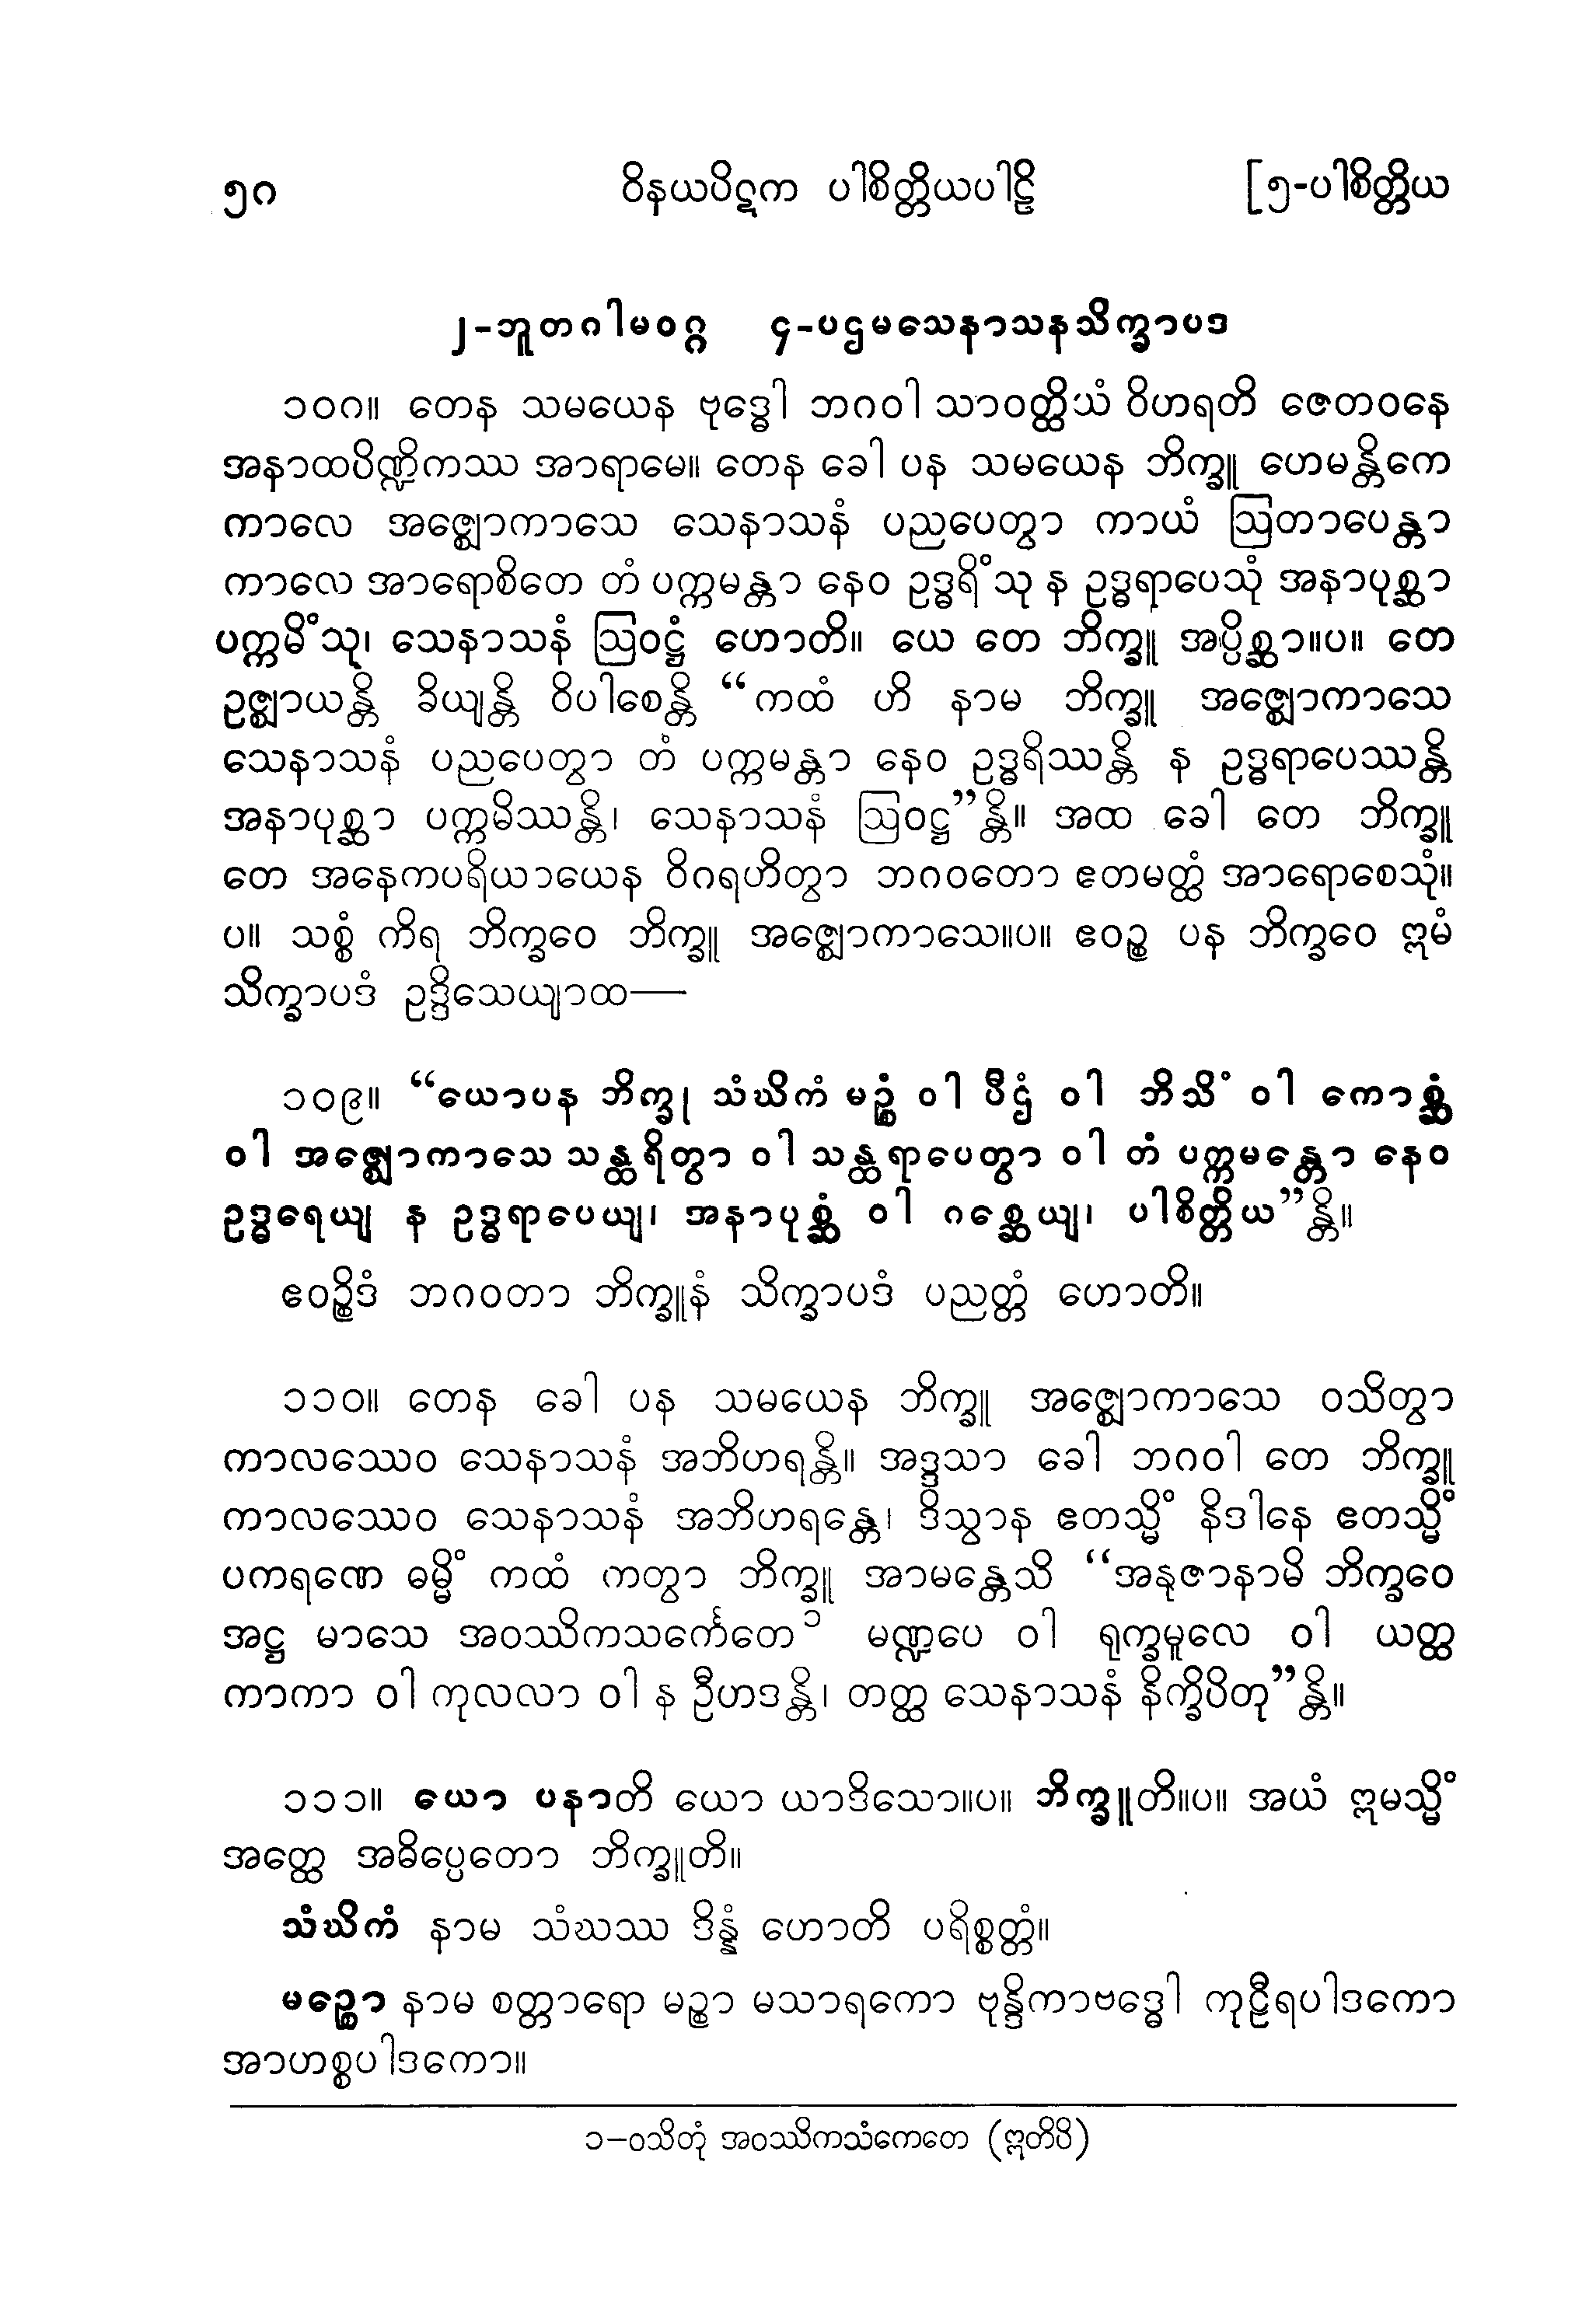 ၅ဂ ဝိနယပိဋက ပါစိတ္တိယပါဠိ [၅-ပါစိတ္တိယ
၂-ဘူတဂါမဝဂ္ဂ ၄-ပဌမသေနာသနသိက္ခာပဒ
၁၀ဂ။ တေန သမယေန ဗုဒ္ဓေါ ဘဂဝါ သာဝတ္ထိယံ ဝိဟရတိ ဇေတဝနေ
အနာထပိဏ္ဍိကဿ အာရာမေ။ တေန ခေါ ပန သမယေန ဘိက္ခူ ဟေမန္တိကေ
ကာလေ အဇ္ဈောကာသေ သေနာသနံ ပညပေတွာ ကာယံ ဩတာပေန္တာ
ကာလေ အာရောစိတေ တံ ပက္ကမန္တာ နေဝ ဥဒ္ဓရိံသု န ဥဒ္ဓရာပေသုံ အနာပုစ္ဆာ
ပက္ကမိံသု၊ သေနာသနံ ဩဝဋ္ဌံ ဟောတိ။ ယေ တေ ဘိက္ခူ အပ္ပိစ္ဆာ။ပ။ တေ
ဥဇ္ဈာယန္တိ ခိယျန္တိ ဝိပါစေန္တိ “ကထံ ဟိ နာမ ဘိက္ခူ အဇ္ဈောကာသေ
သေနာသနံ ပညပေတွာ တံ ပက္ကမန္တာ နေဝ ဥဒ္ဓရိဿန္တိ န ဥဒ္ဓရာပေဿန္တိ
အနာပုစ္ဆာ ပက္ကမိဿန္တိ၊ သေနာသနံ ဩဝဋ္ဌ”န္တိ။ အထ ခေါ တေ ဘိက္ခူ
တေ အနေကပရိယာယေန ဝိဂရဟိတွာ ဘဂဝတော ဧတမတ္ထံ အာရောစေသုံ။
ပ။ သစ္စံ ကိရ ဘိက္ခဝေ ဘိက္ခူ အဇ္ဈောကာသေ။ပ။ ဧဝဉ္စ ပန ဘိက္ခဝေ ဣမံ
သိက္ခာပဒံ ဥဒ္ဒိသေယျာထ—
၁၀၉။ “ယောပန ဘိက္ခု သံဃိကံ မဉ္စံ ဝါ ပီဌံ ဝါ ဘိသိံ ဝါ ကောစ္ဆံ
ဝါ အဇ္ဈောကာသေ သန္ထရိတွာ ဝါ သန္ထရာပေတွာ ဝါ တံ ပက္ကမန္တော နေဝ
ဥဒ္ဓရေယျ န ဥဒ္ဓရာပေယျ၊ အနာပုစ္ဆံ ဝါ ဂစ္ဆေယျ၊ ပါစိတ္တိယ”န္တိ။
ဧဝဉ္စိဒံ ဘဂဝတာ ဘိက္ခူနံ သိက္ခာပဒံ ပညတ္တံ ဟောတိ။
၁၁၀။ တေန ခေါ ပန သမယေန ဘိက္ခူ အဇ္ဈောကာသေ ဝသိတွာ
ကာလဿေဝ သေနာသနံ အဘိဟရန္တိ။ အဒ္ဒသာ ခေါ ဘဂဝါ တေ ဘိက္ခူ
ကာလဿေဝ သေနာသနံ အဘိဟရန္တေ၊ ဒိသွာန ဧတသ္မိံ နိဒါနေ ဧတသ္မိံ
ပကရဏေ ဓမ္မိံ ကထံ ကတွာ ဘိက္ခူ အာမန္တေသိ “အနုဇာနာမိ ဘိက္ခဝေ
အဋ္ဌ မာသေ အဝဿိကသင်္ကေတေ ၁ မဏ္ဍပေ ဝါ ရုက္ခမူလေ ဝါ ယတ္ထ
ကာကာ ဝါ ကုလလာ ဝါ န ဦဟဒန္တိ၊ တတ္ထ သေနာသနံ နိက္ခိပိတု”န္တိ။
၁၁၁။ ယော ပနာတိ ယော ယာဒိသော။ပ။ ဘိက္ခူတိ။ပ။ အယံ ဣမသ္မိံ
အတ္ထေ အဓိပ္ပေတော ဘိက္ခူတိ။
သံဃိကံ နာမ သံဃဿ ဒိန္နံ ဟောတိ ပရိစ္စတ္တံ။
မဉ္စော နာမ စတ္တာရော မဉ္စာ မသာရကော ဗုန္ဒိကာဗဒ္ဓေါ ကုဠီရပါဒကော
အာဟစ္စပါဒကော။
၁–ဝသိတုံ အဝဿိကသံကေတေ (ဣတိပိ)